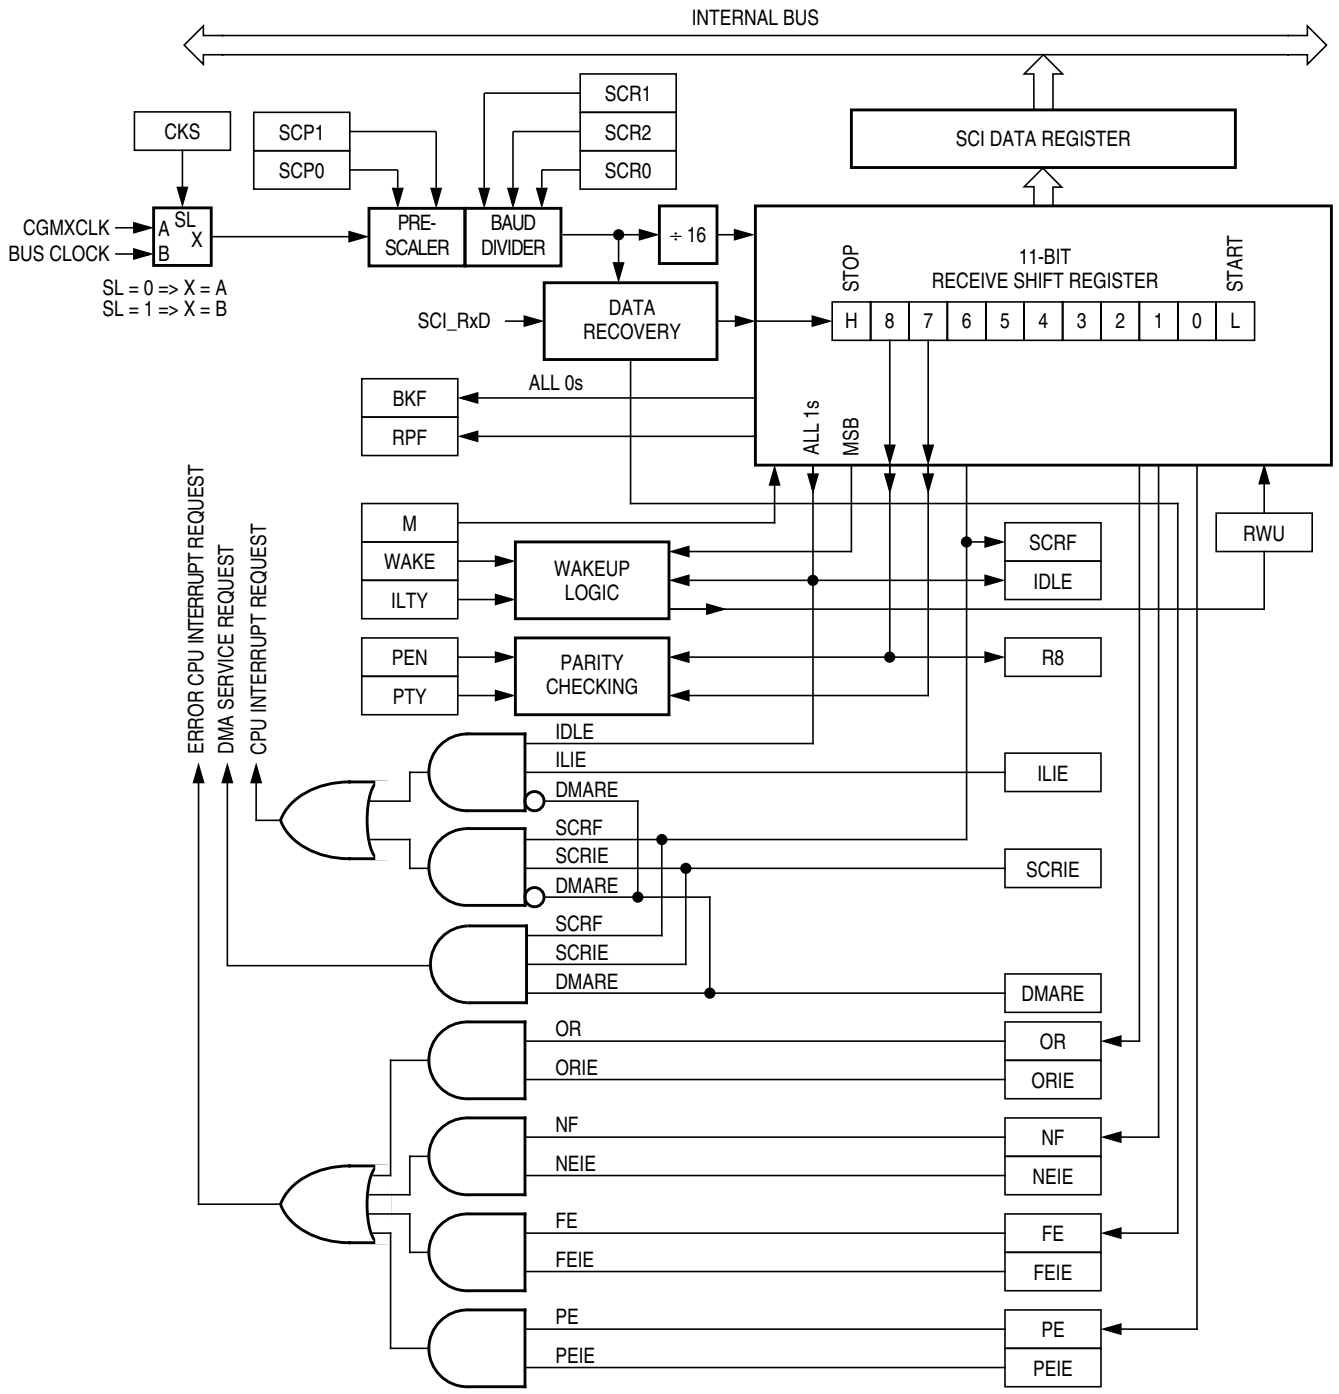 INTERNAL BUS
SCR1
SCR2
SCR0
SCP1
SCP0
CKS
SCI DATA REGISTER
CGMXCLK
BUS CLOCK
A
B
SL
X
SL = 0 => X = A
SL = 1 => X = B
PRE-
SCALER
BAUD
DIVIDER
÷ 16
STOP
11-BIT
RECEIVE SHIFT REGISTER
START
SCI_RxD
DATA
RECOVERY
H 8 7 6 5 4 3 2 1 0 L
ALL 0s
BKF
RPF
ALL 1s
MSB
M
WAKE
ILTY
WAKEUP
LOGIC
SCRF
IDLE
RWU
PEN
PTY
PARITY
CHECKING
R8
ERROR CPU INTERRUPT REQUEST
DMA SERVICE REQUEST
CPU INTERRUPT REQUEST
IDLE
ILIE
DMARE
ILIE
SCRF
SCRIE
DMARE
SCRIE
SCRF
SCRIE
DMARE
DMARE
OR
ORIE
OR
ORIE
NF
NEIE
NF
NEIE
FE
FEIE
FE
FEIE
PE
PEIE
PE
PEIE